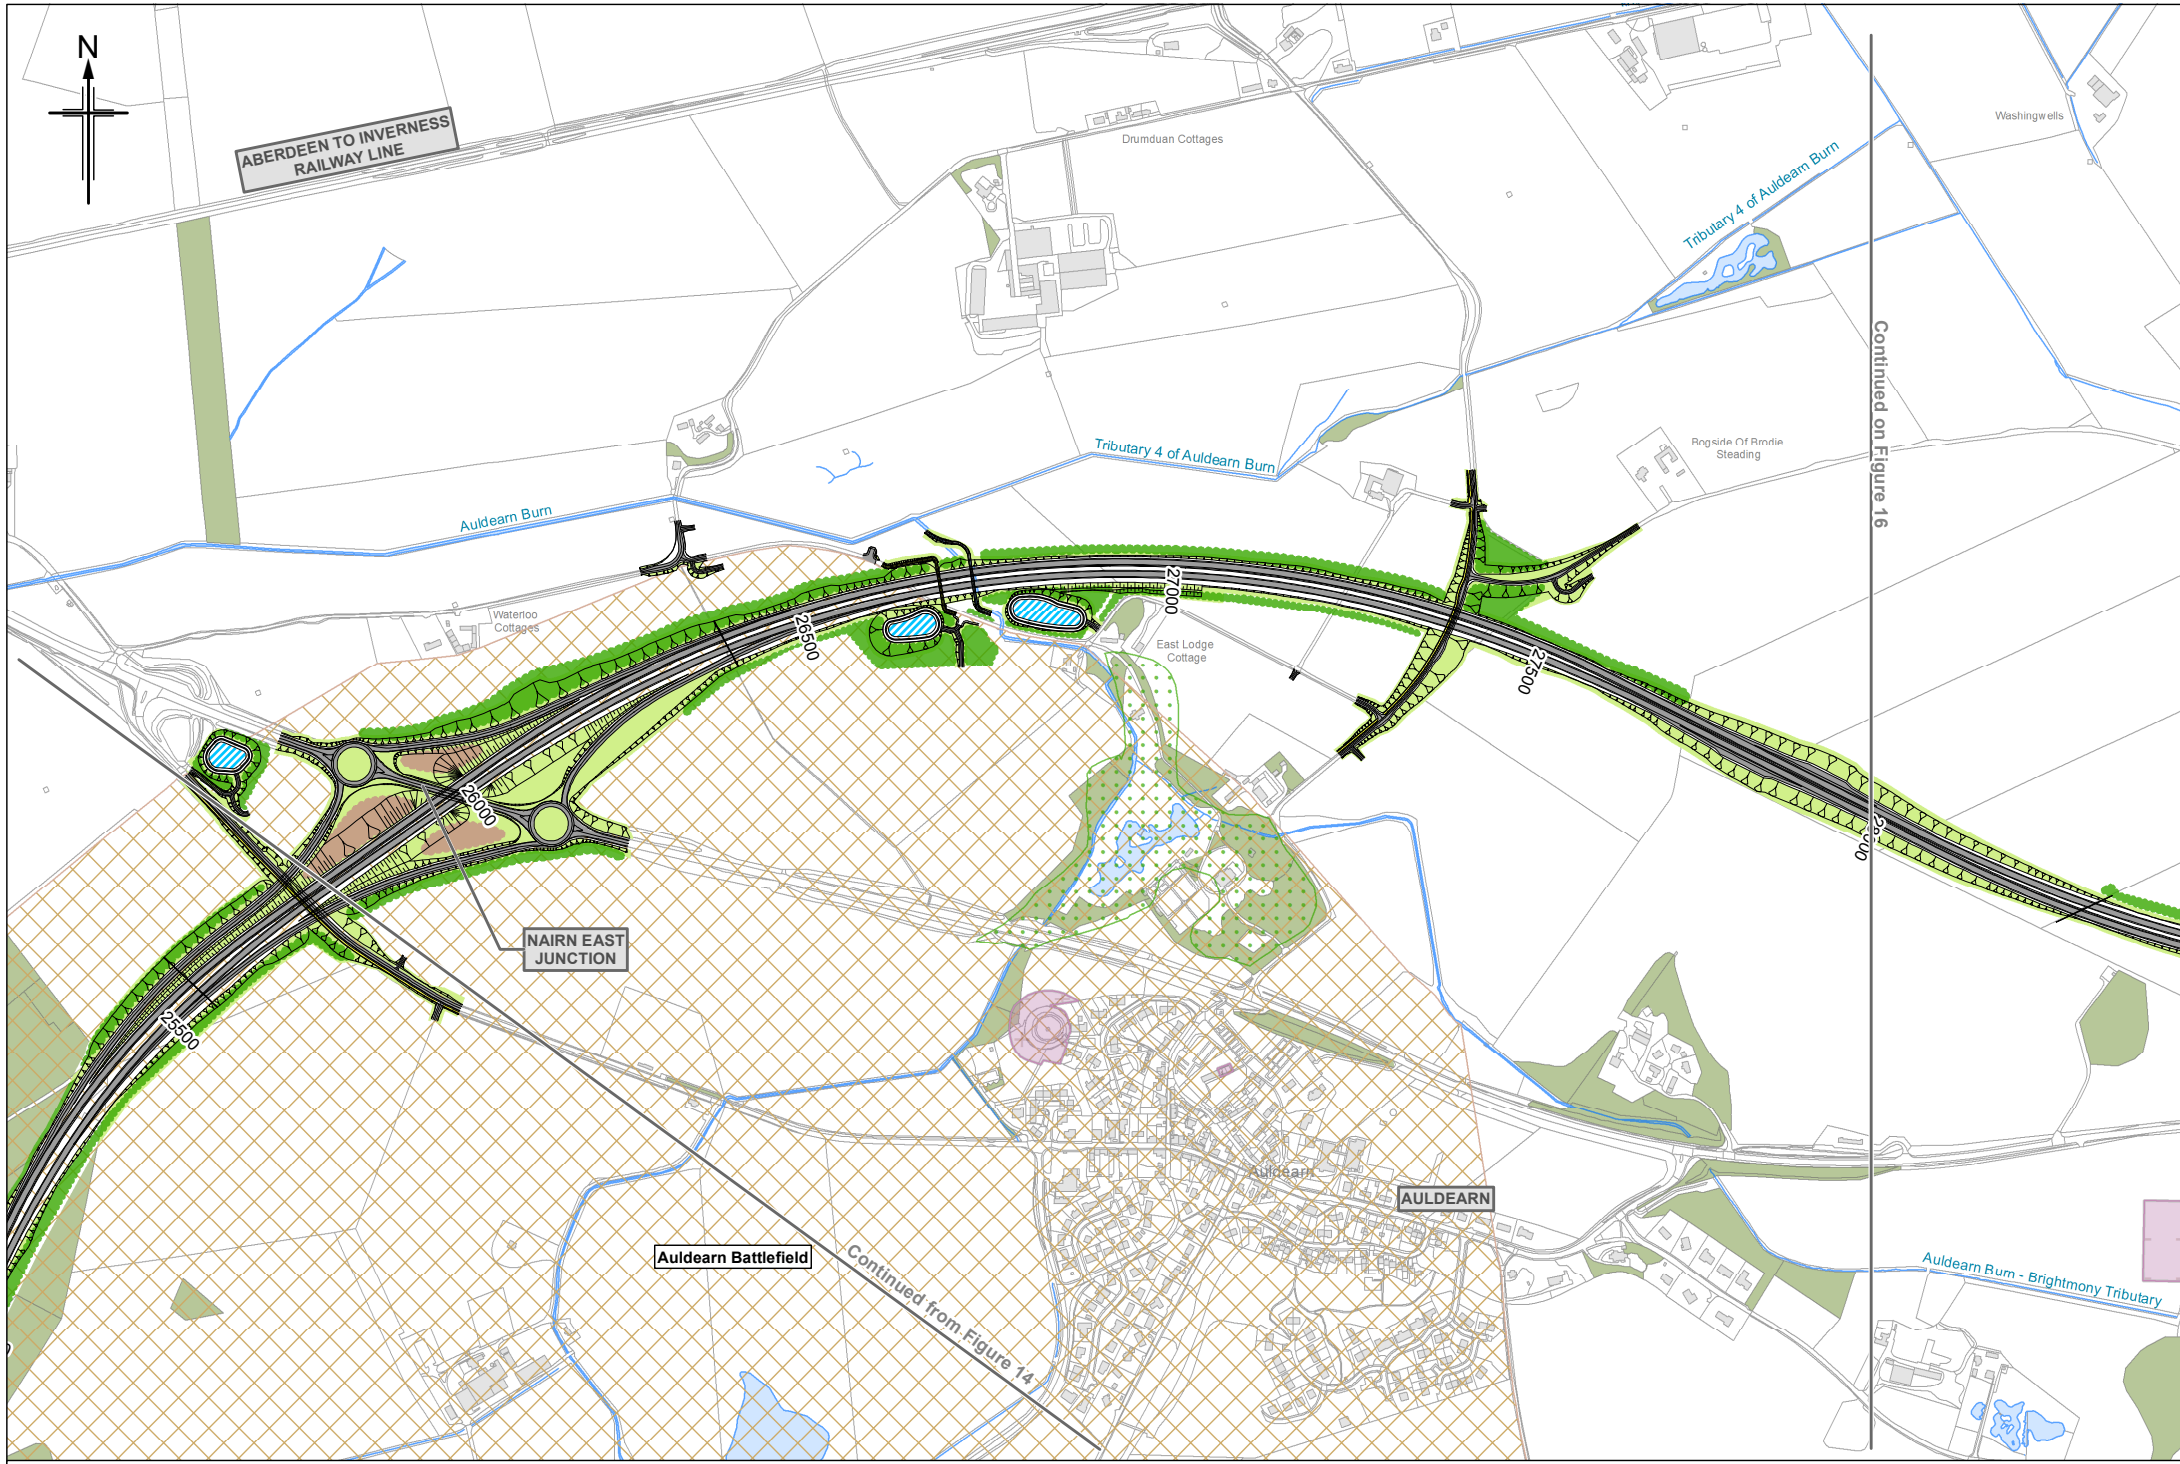 N
ABERDEEN TO INVERNESS
RAILWAY LINE
Drumduan Cottages
Washingwells
Tributary 4 of Auldearn Burn
Continued on Figure 16
Bogside Of Brodie
Steading
Tributary 4 of Auldearn Burn
Auldearn Burn
Waterloo
Cottages
26500
27000
East Lodge
Cottage
27500
26000
28000
NAIRN EAST
JUNCTION
25500
Auldearn
AULDEARN
Auldearn Battlefield
Continued from Figure 14
Auldearn Burn - Brightmony Tributary